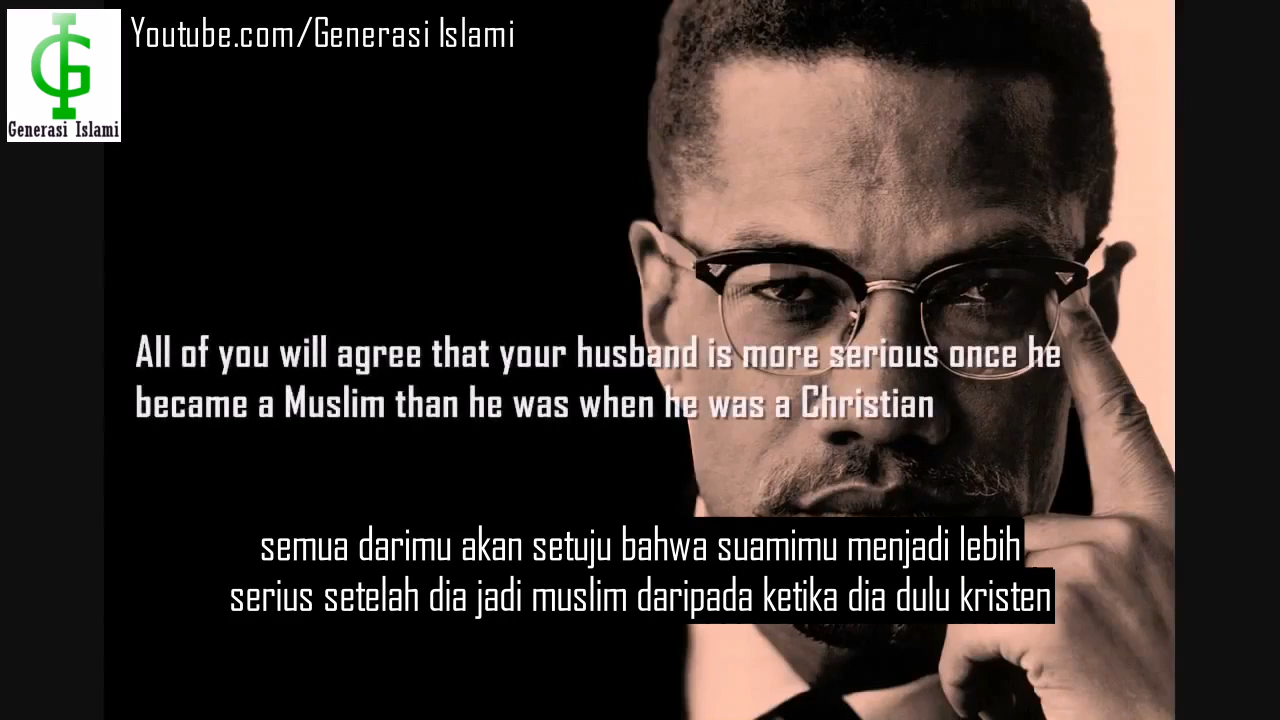 Youtube.com/Generasi Islami
Generasi Islami
All of you will agree that your husband is more serious once he
became a Muslim than he was when he was a Christian
semua darimu akan setuju bahwa suamimu menjadi lebih
serius setelah dia jadi muslim daripada ketika dia dulu kristen